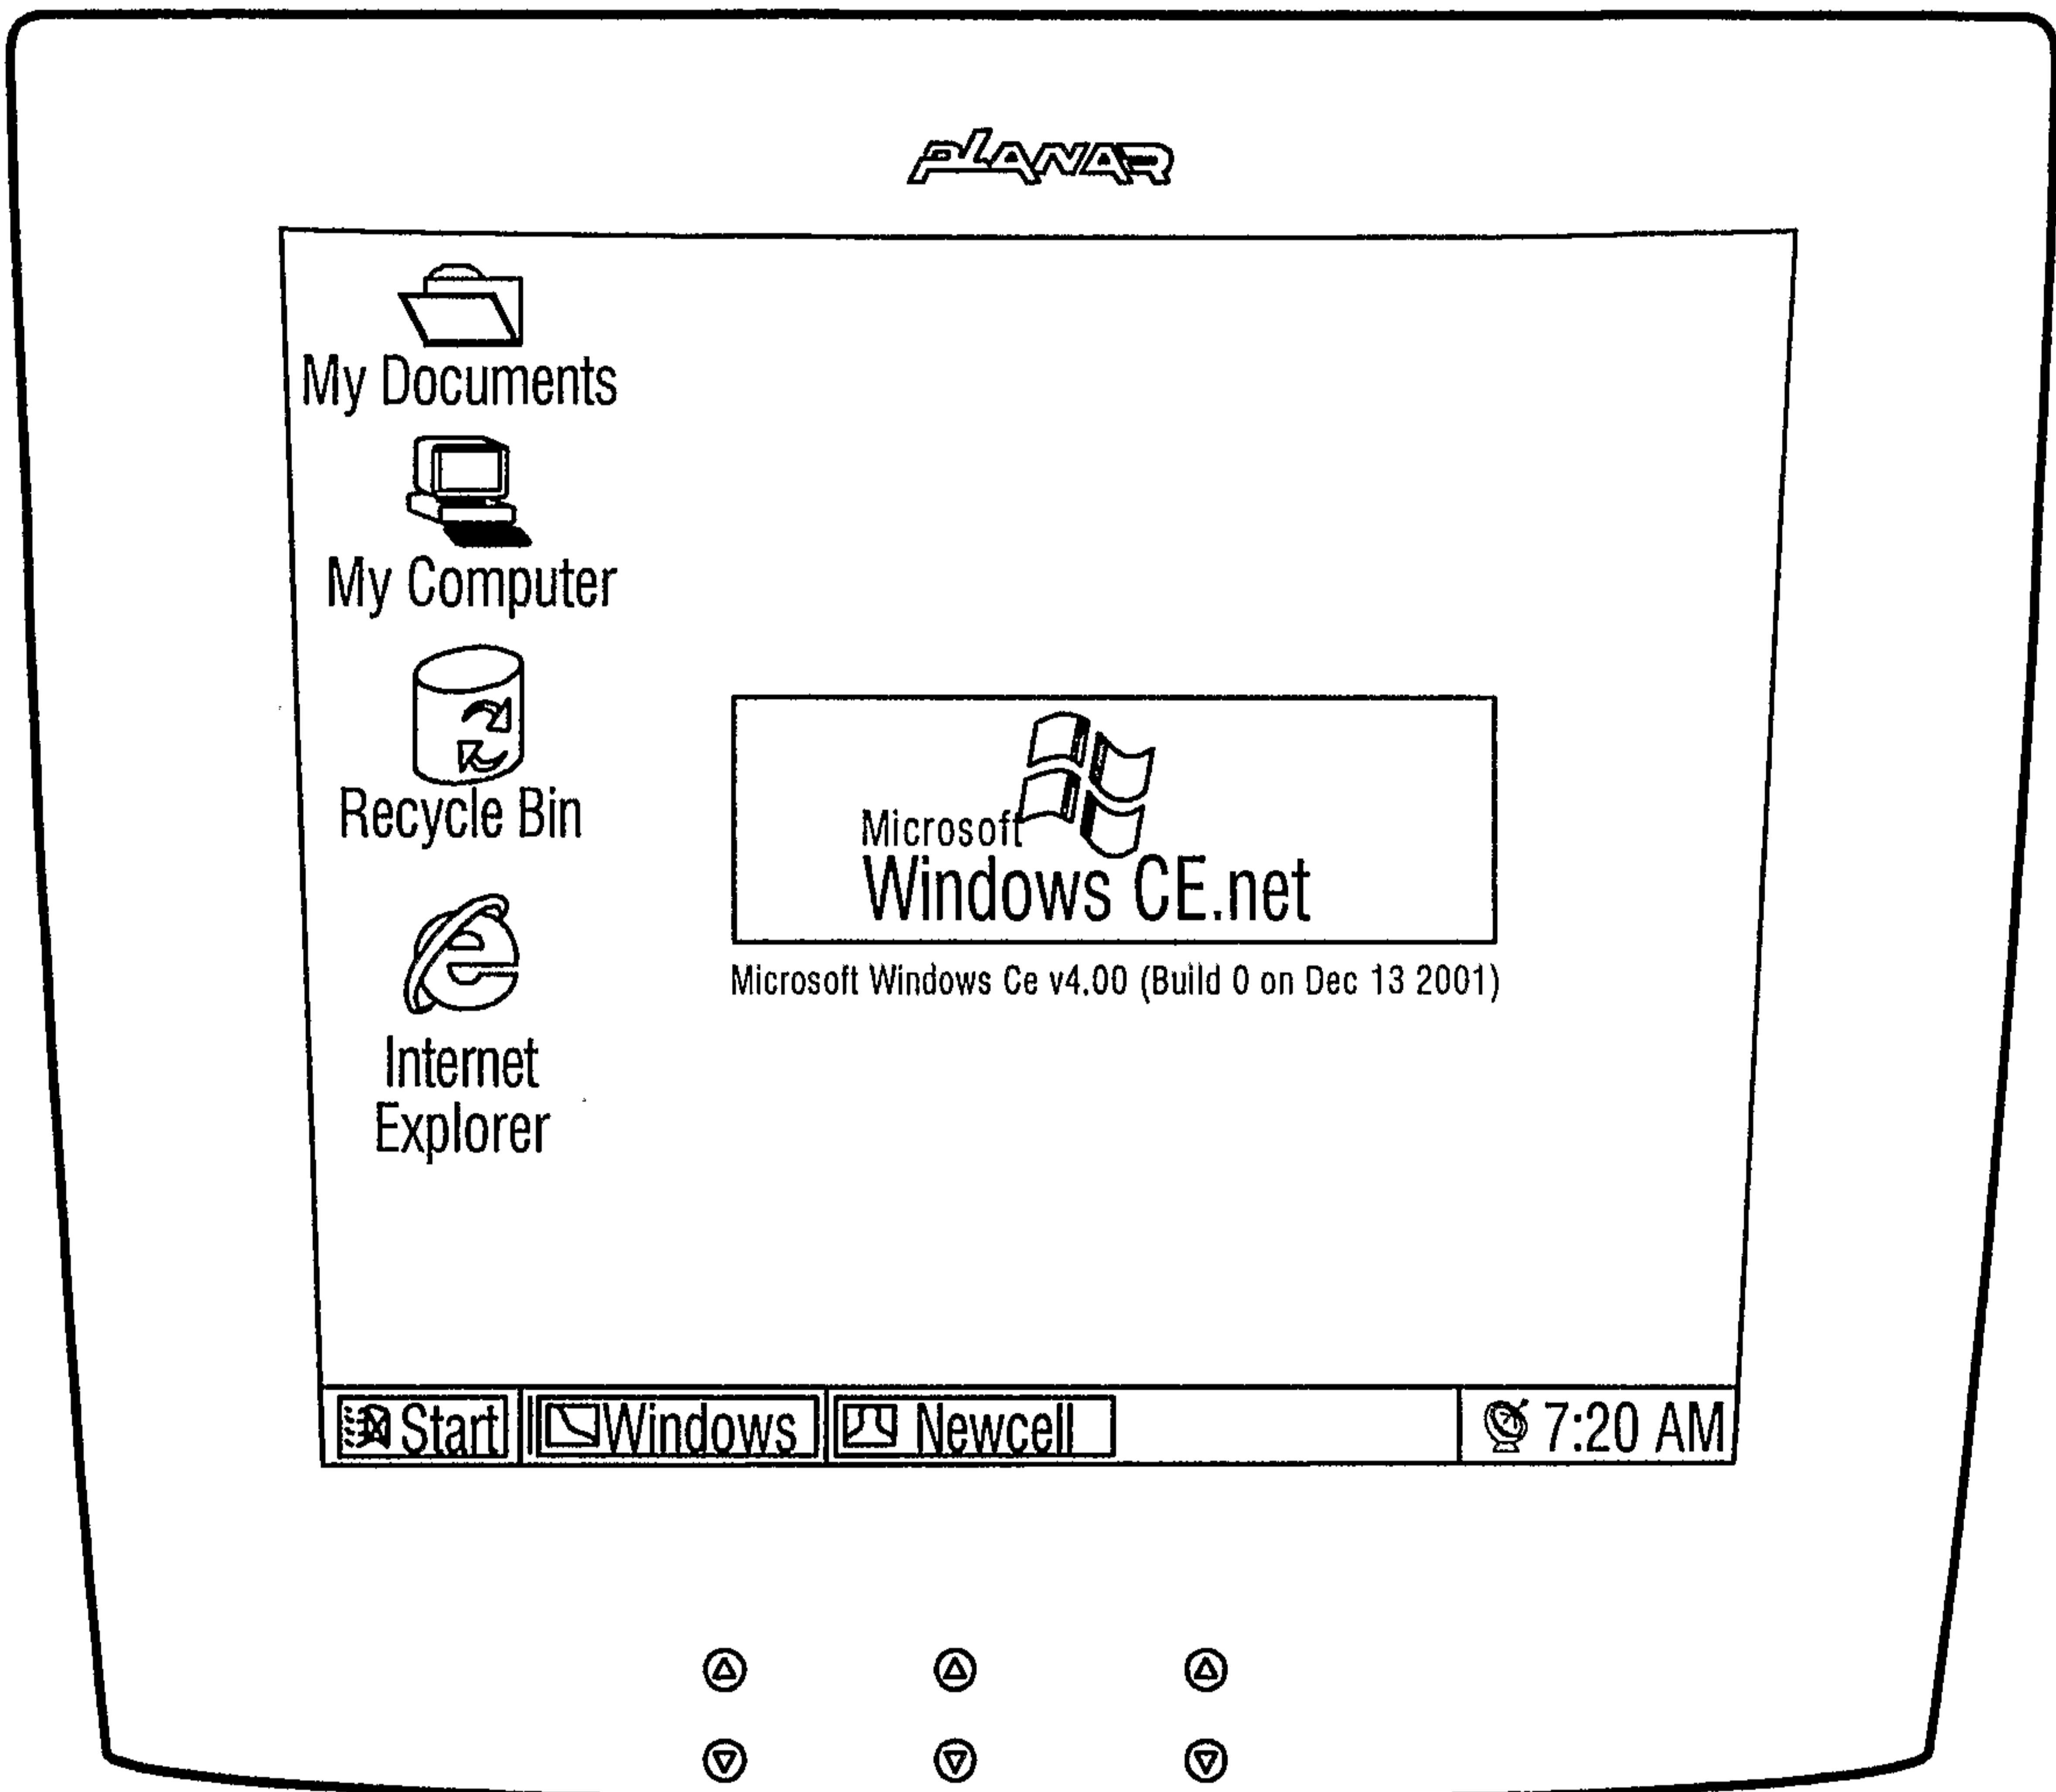 PLANAR
My Documents
My Computer
Recycle Bin
Internet
Explorer
Microsoft
Windows CE.net
Microsoft Windows Ce v4.00 (Build 0 on Dec 13 2001)
Start Windows Newcell 7:20 AM